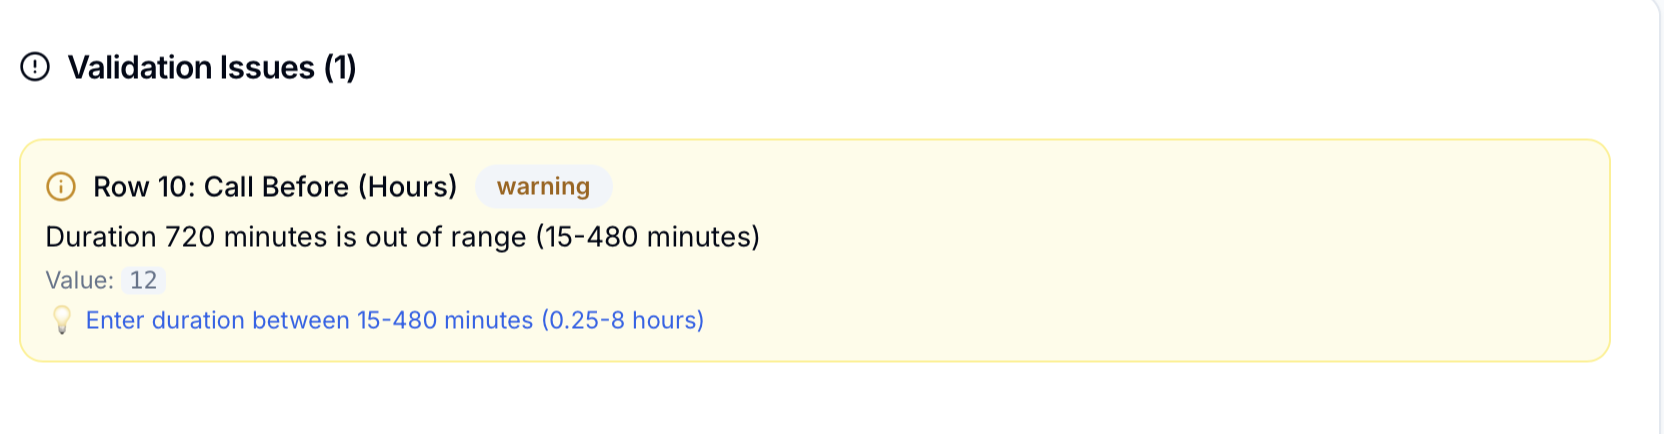 Validation Issues (1)
Row 10: Call Before (Hours) warning
Duration 720 minutes is out of range (15-480 minutes)
Value: 12
Enter duration between 15-480 minutes (0.25-8 hours)